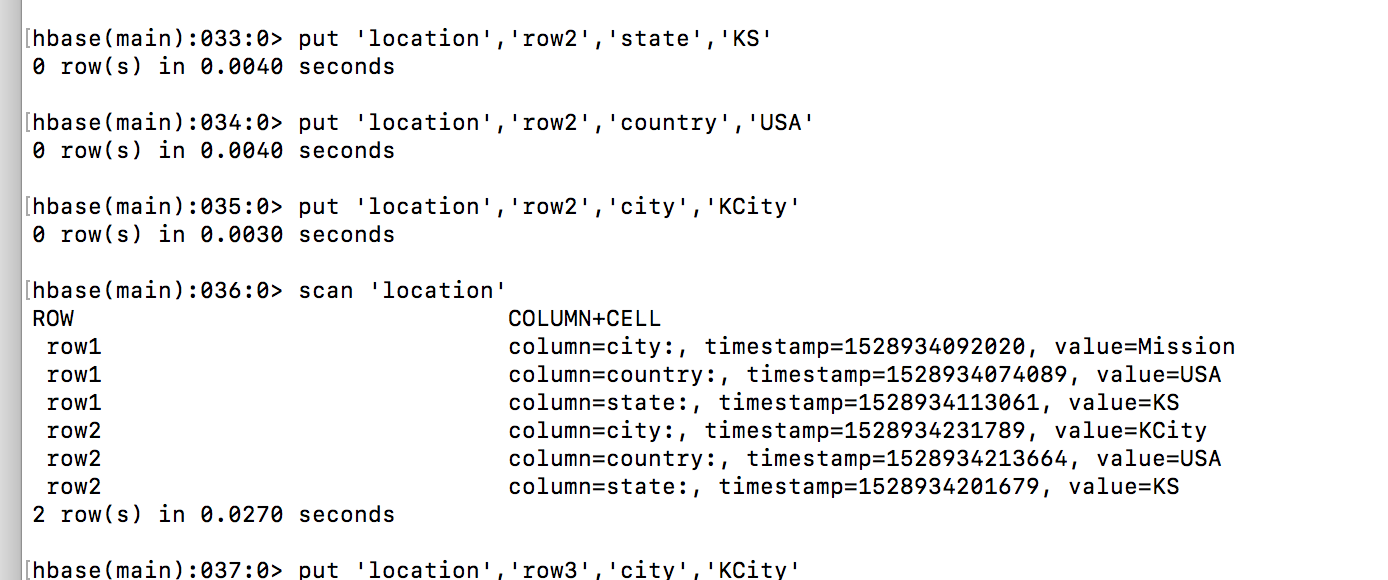 [hbase(main):033:0> put 'location','row2','state','KS'
0 row(s) in 0.0040 seconds
[hbase(main):034:0> put 'location','row2','country','USA'
0 row(s) in 0.0040 seconds
[hbase(main):035:0> put 'location','row2','city','KCity'
0 row(s) in 0.0030 seconds
[hbase(main):036:0> scan 'location'
ROW COLUMN+CELL
row1 column=city:, timestamp=1528934092020, value=Mission
row1 column=country:, timestamp=1528934074089, value=USA
row1 column=state:, timestamp=1528934113061, value=KS
row2 column=city:, timestamp=1528934231789, value=KCity
row2 column=country:, timestamp=1528934213664, value=USA
row2 column=state:, timestamp=1528934201679, value=KS
2 row(s) in 0.0270 seconds
[hbase(main):037:0> put 'location','row3','city','KCity'